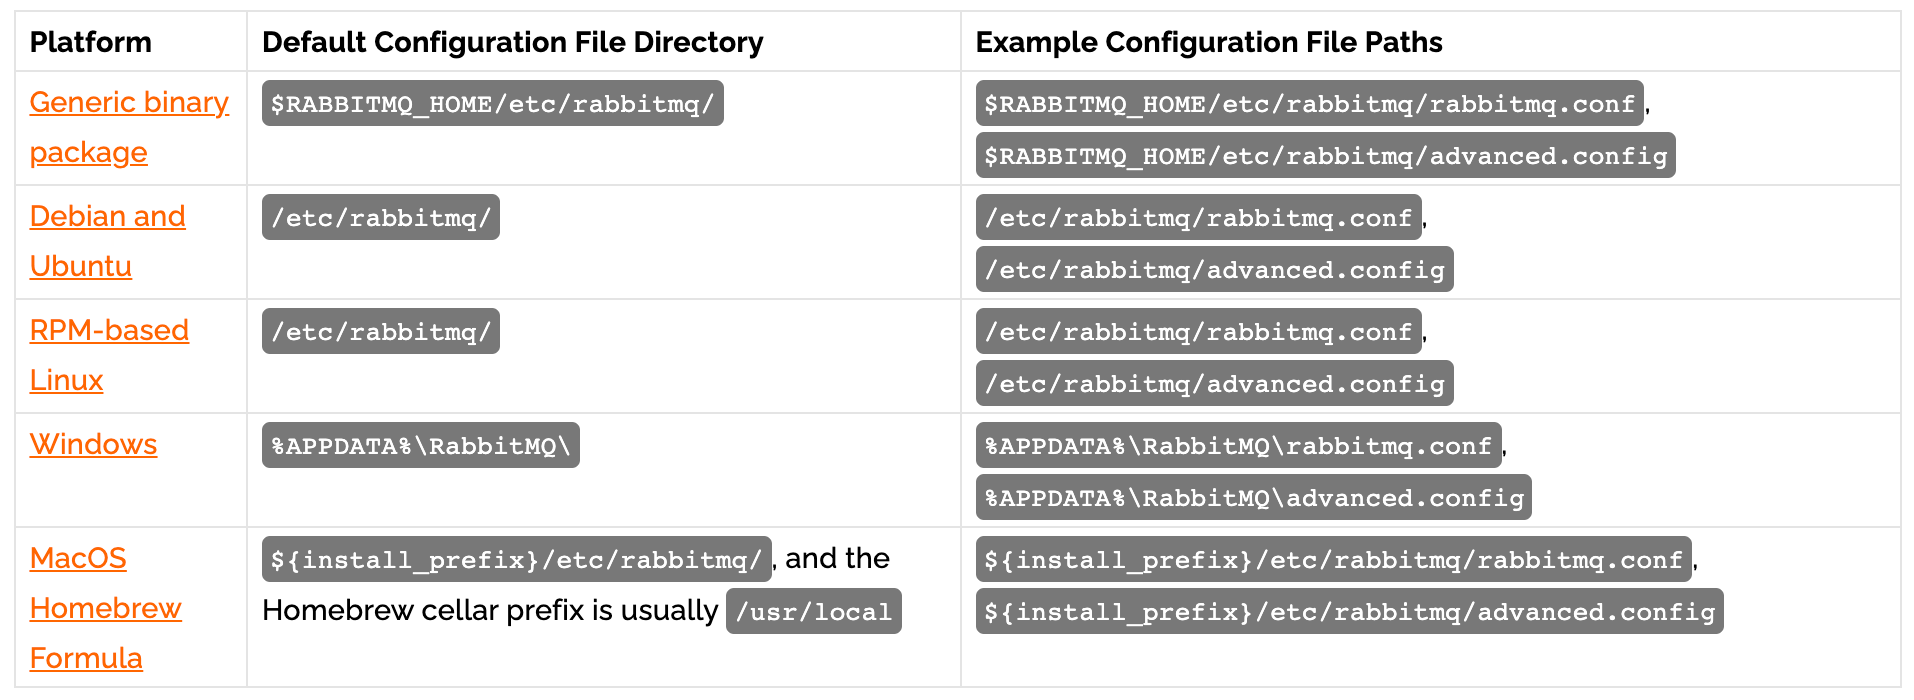 Platform
Default Configuration File Directory
Example Configuration File Paths
Generic binary
package
$RABBITMQ_HOME/etc/rabbitmq/
$RABBITMQ_HOME/etc/rabbitmq/rabbitmq.conf,
$RABBITMQ_HOME/etc/rabbitmq/advanced.config
Debian and
Ubuntu
/etc/rabbitmq/
/etc/rabbitmq/rabbitmq.conf,
/etc/rabbitmq/advanced.config
RPM-based
Linux
/etc/rabbitmq/
/etc/rabbitmq/rabbitmq.conf,
/etc/rabbitmq/advanced.config
Windows
%APPDATA%\RabbitMQ\
%APPDATA%\RabbitMQ\rabbitmq.conf,
%APPDATA%\RabbitMQ\advanced.config
MacOS
Homebrew
Formula
${install_prefix}/etc/rabbitmq/, and the
Homebrew cellar prefix is usually /usr/local
${install_prefix}/etc/rabbitmq/rabbitmq.conf,
${install_prefix}/etc/rabbitmq/advanced.config